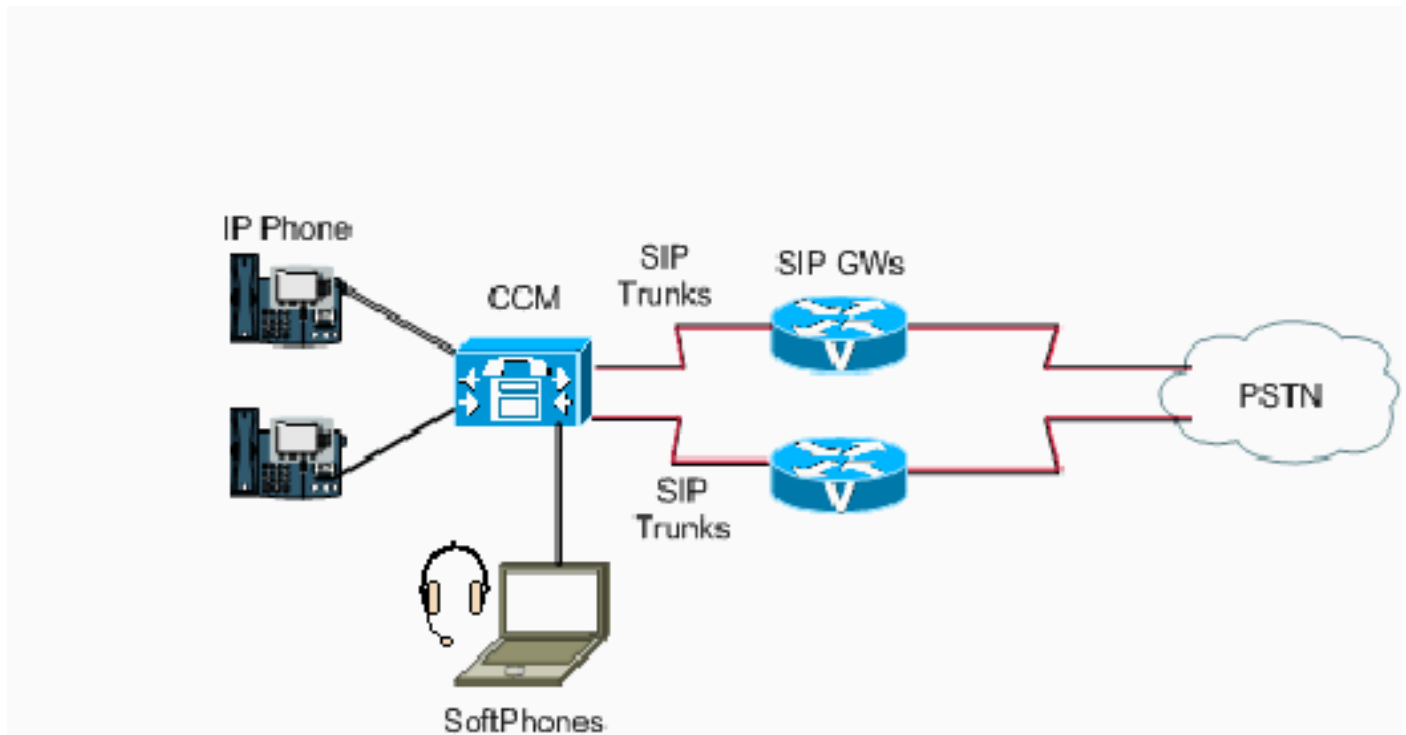 IP Phone
CCM
SIP
Trunks
SIP GWs
PSTN
SIP
Trunks
SoftPhones